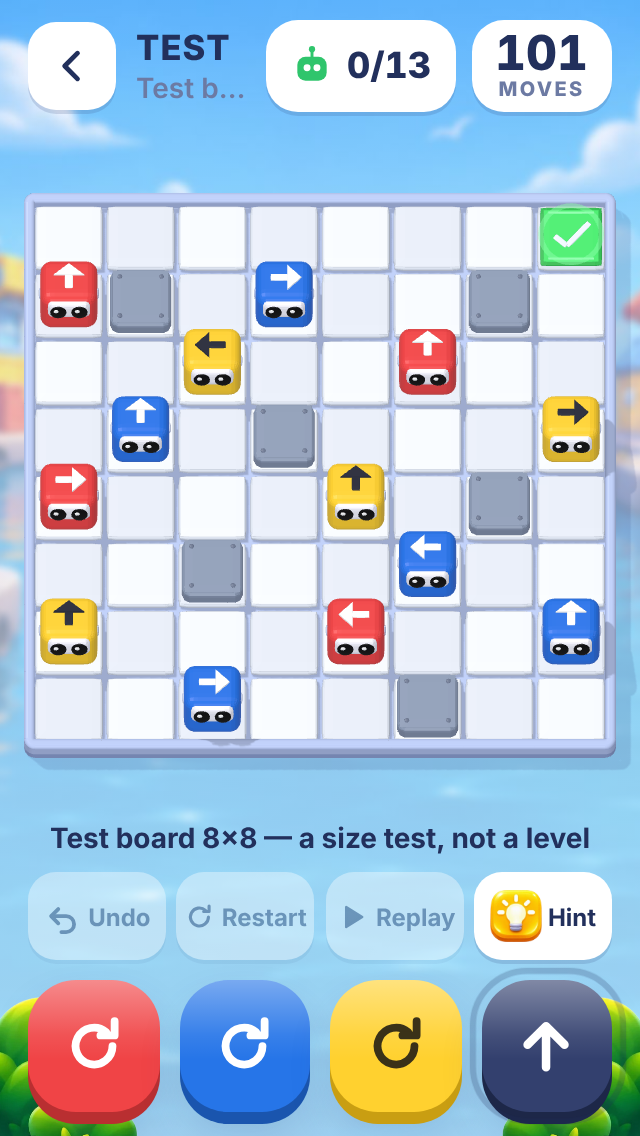 TEST
Test b...
0/13
101
MOVES
Test board 8×8 — a size test, not a level
Undo
Restart
Replay
Hint